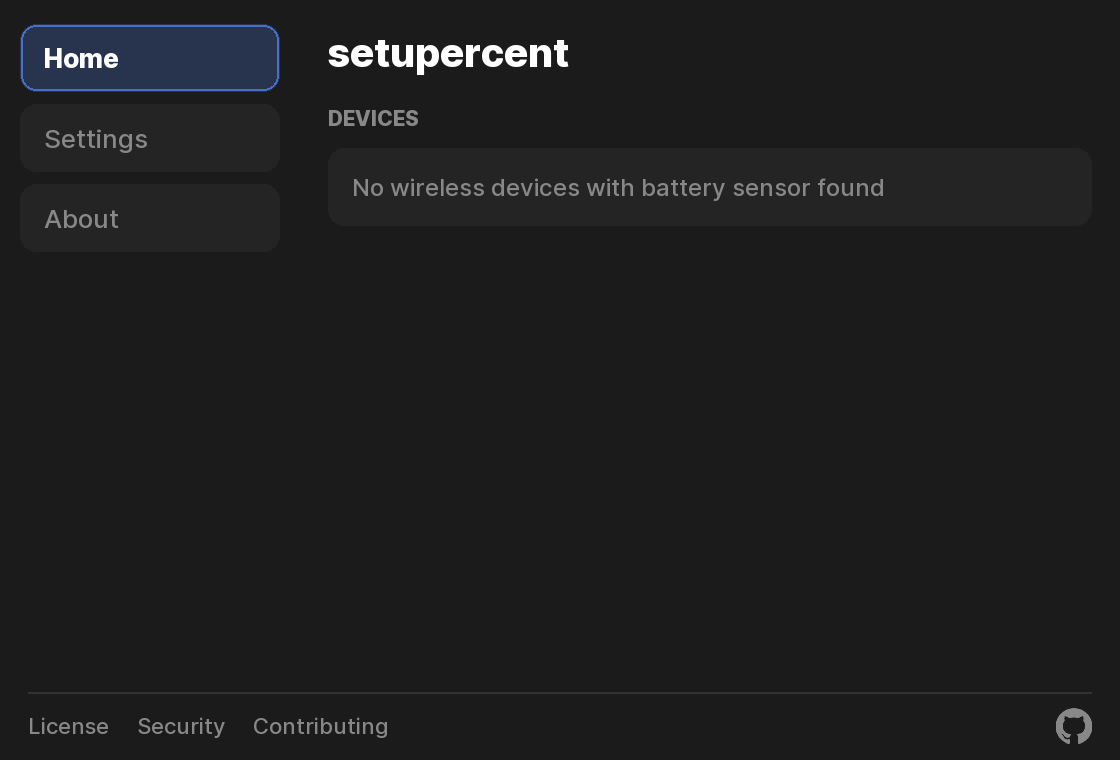 Home
Settings
About
setupercent
DEVICES
No wireless devices with battery sensor found
License Security Contributing